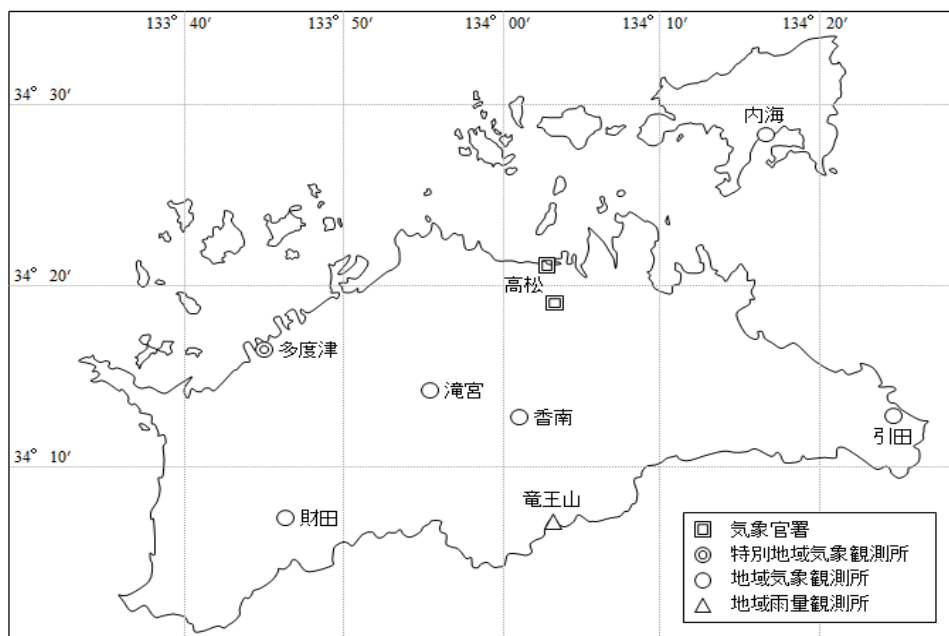 133° 40′
133° 50′
134° 00′
134° 10′
134° 20′
34° 30′
内海
34° 20′
高松
多度津
滝宮
香南
引田
34° 10′
竜王山
財田
気象官署
特別地域気象観測所
地域気象観測所
地域雨量観測所